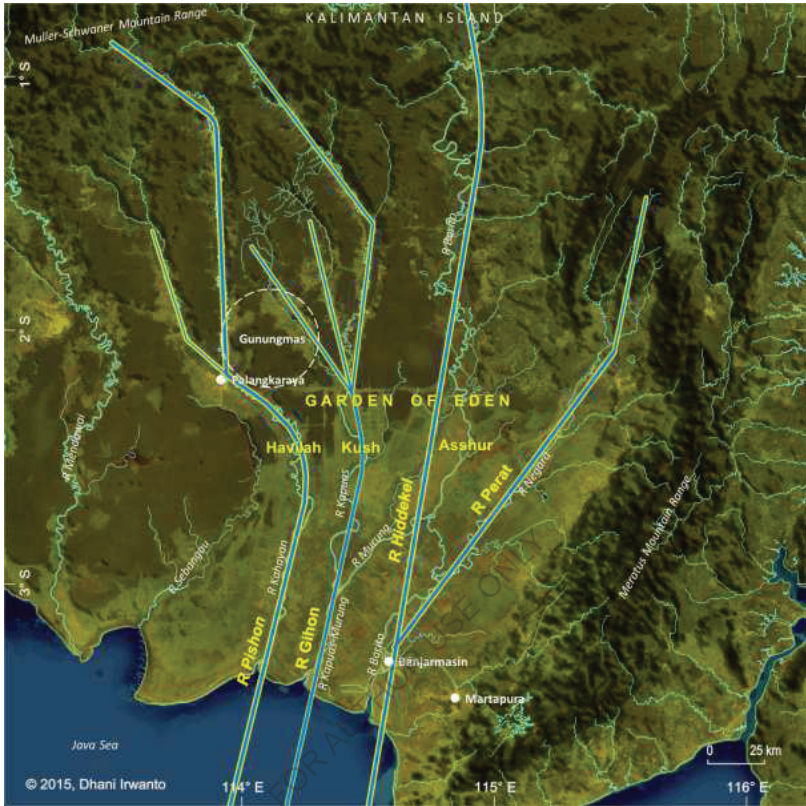 KALIMANTAN ISLAND
Muller-Schwaner Mountain Range
1° S
R Barito
2° S
Gunungmas
Palangkaraya
GARDEN OF EDEN
Havilah
Kush
Asshur
R Mendawai
R Kapuas
R Perat
R Negara
R Hiddekel
R Murung
R Sebangau
R Kahayan
Meratus Mountain Range
3° S
R Pishon
R Gihon
R Kapuas-Murung
R Barito
Banjarmasin
Martapura
Java Sea
0 25 km
© 2015, Dhani Irwanto
114° E
115° E
116° E